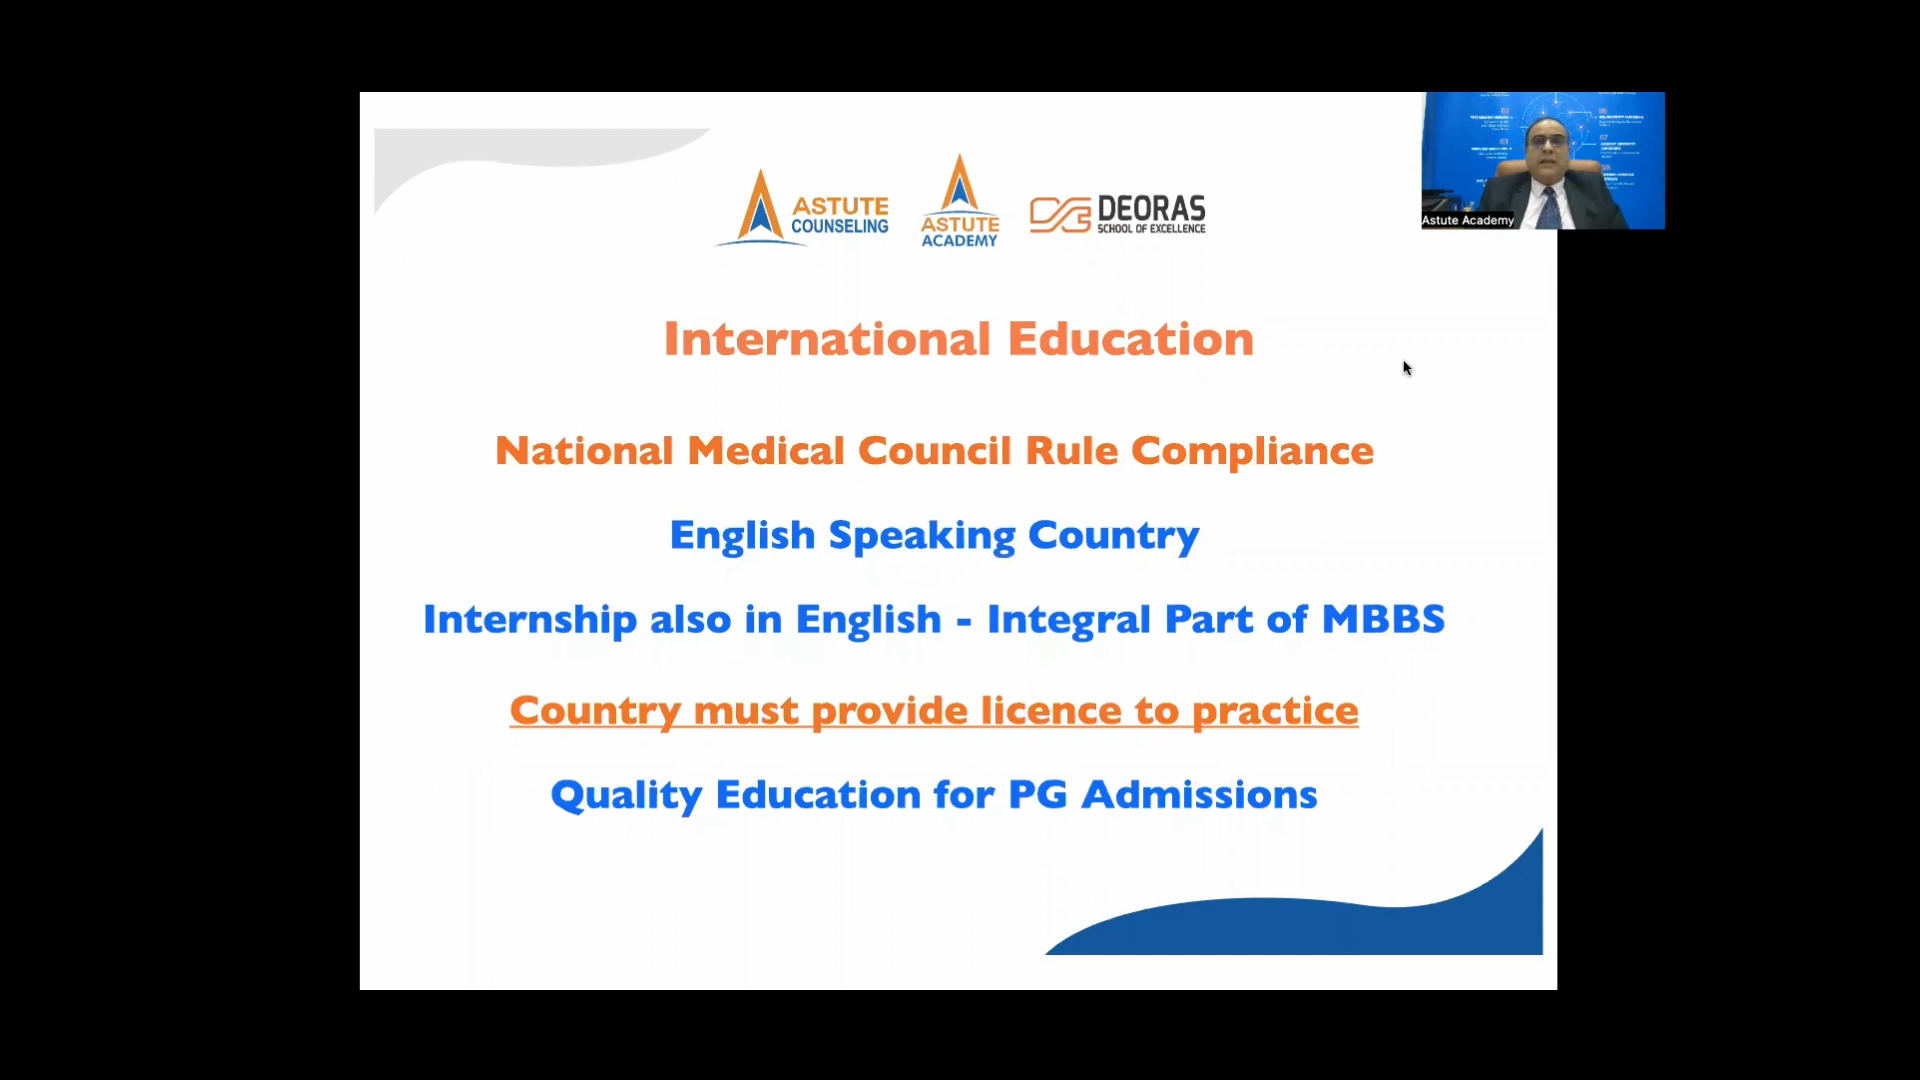 ASTUTE
COUNSELING
ASTUTE
ACADEMY
DEORAS
SCHOOL OF EXCELLENCE
Astute Academy
International Education
National Medical Council Rule Compliance
English Speaking Country
Internship also in English - Integral Part of MBBS
Country must provide licence to practice
Quality Education for PG Admissions